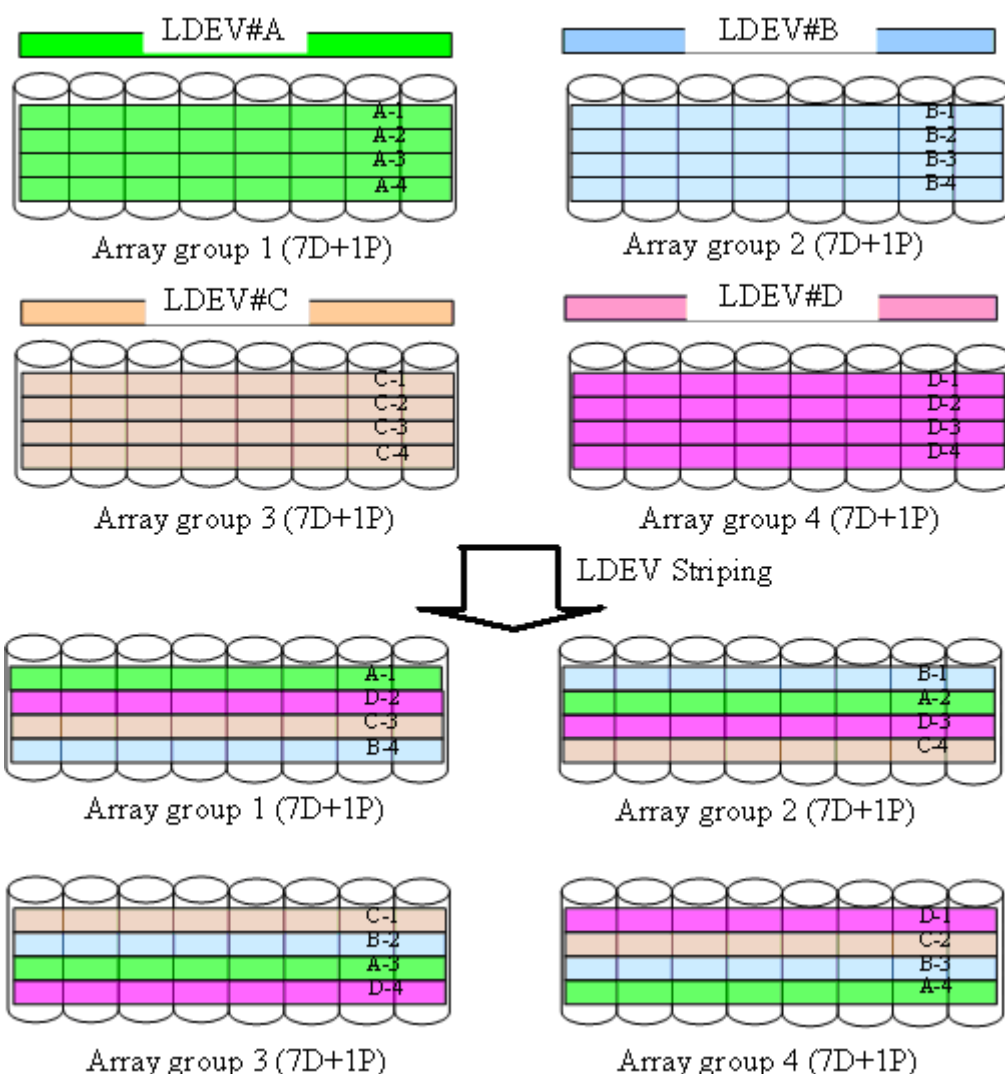 LDEV#A
LDEV#B
A-1
A-2
A-3
A-4
B-1
B-2
B-3
B-4
Array group 1 (7D+1P)
Array group 2 (7D+1P)
LDEV#C
LDEV#D
C-1
C-2
C-3
C-4
D-1
D-2
D-3
D-4
Array group 3 (7D+1P)
Array group 4 (7D+1P)
LDEV Striping
A-1
D-2
C-3
B-4
B-1
A-2
D-3
C-4
Array group 1 (7D+1P)
Array group 2 (7D+1P)
C-1
B-2
A-3
D-4
D-1
C-2
B-3
A-4
Array group 3 (7D+1P)
Array group 4 (7D+1P)